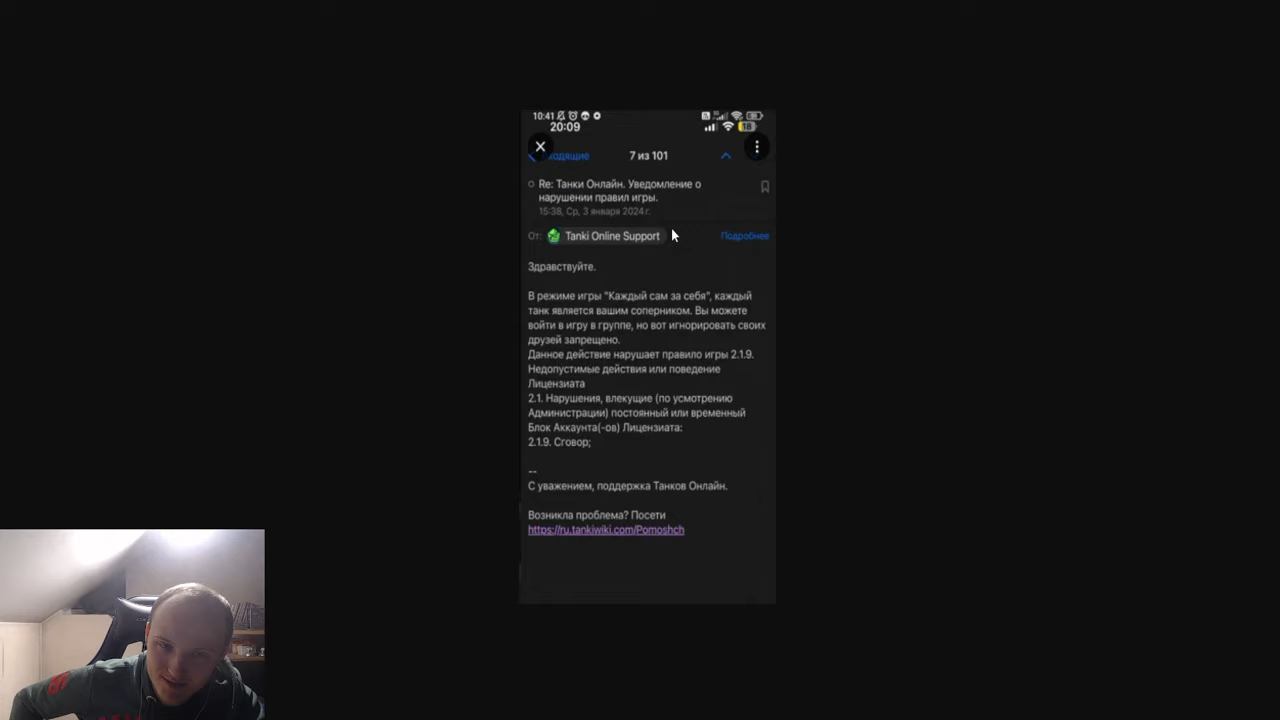 10:41
20:09
18
ходящие
7 из 101
Re: Танки Онлайн. Уведомление о
нарушении правил игры.
15:38, Ср, 3 января 2024 г.
От: Tanki Online Support
Подробнее
Здравствуйте.
В режиме игры "Каждый сам за себя", каждый
танк является вашим соперником. Вы можете
войти в игру в группе, но вот игнорировать своих
друзей запрещено.
Данное действие нарушает правило игры 2.1.9.
Недопустимые действия или поведение
Лицензиата
2.1. Нарушения, влекущие (по усмотрению
Администрации) постоянный или временный
Блок Аккаунта(-ов) Лицензиата:
2.1.9. Сговор;
--
С уважением, поддержка Танков Онлайн.
Возникла проблема? Посети
https://ru.tankiwiki.com/Pomoshch